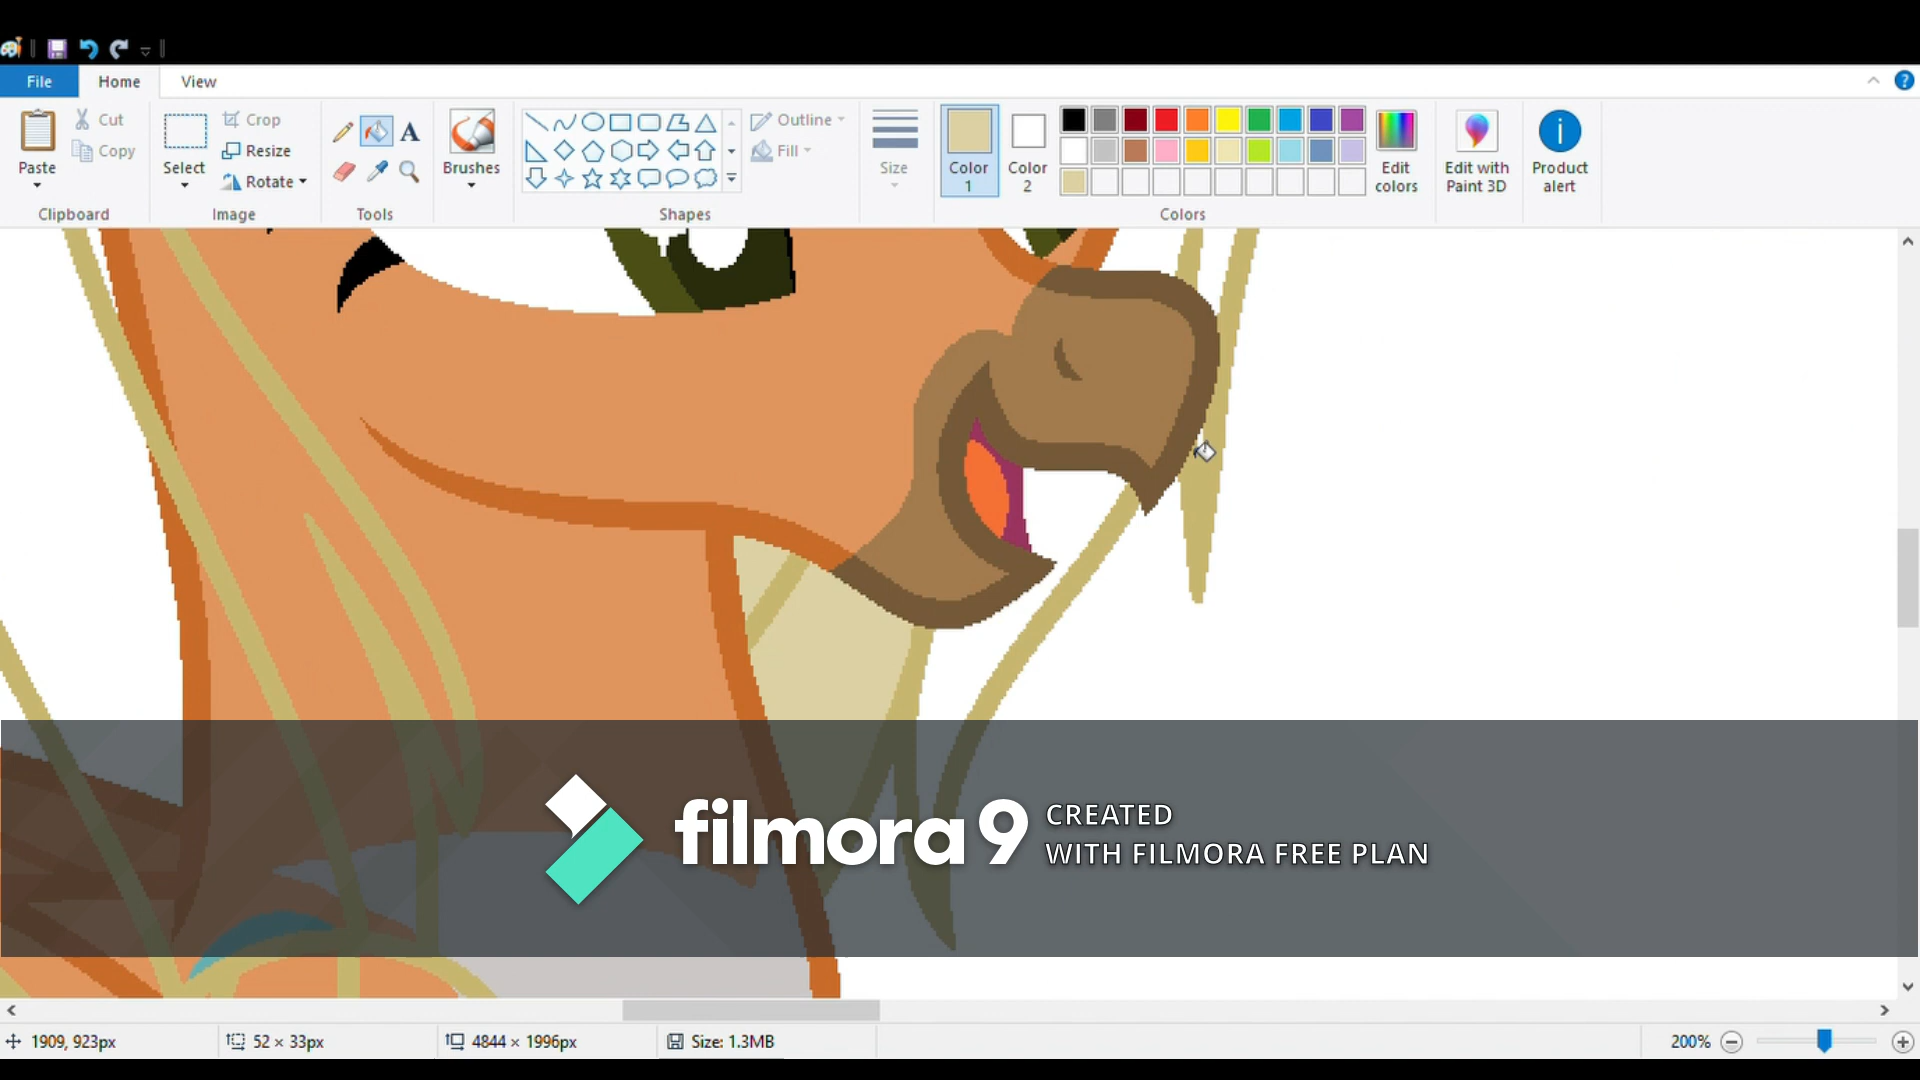 File Home View
Paste Cut Copy Clipboard
Select Crop Resize Rotate Image
A Tools
Brushes
Outline Fill Shapes
Size
Color 1
Color 2
Edit colors
Colors
Edit with Paint 3D
Product alert
filmora9
CREATED
WITH FILMORA FREE PLAN
1909, 923px 52 × 33px 4844 × 1996px Size: 1.3MB 200%